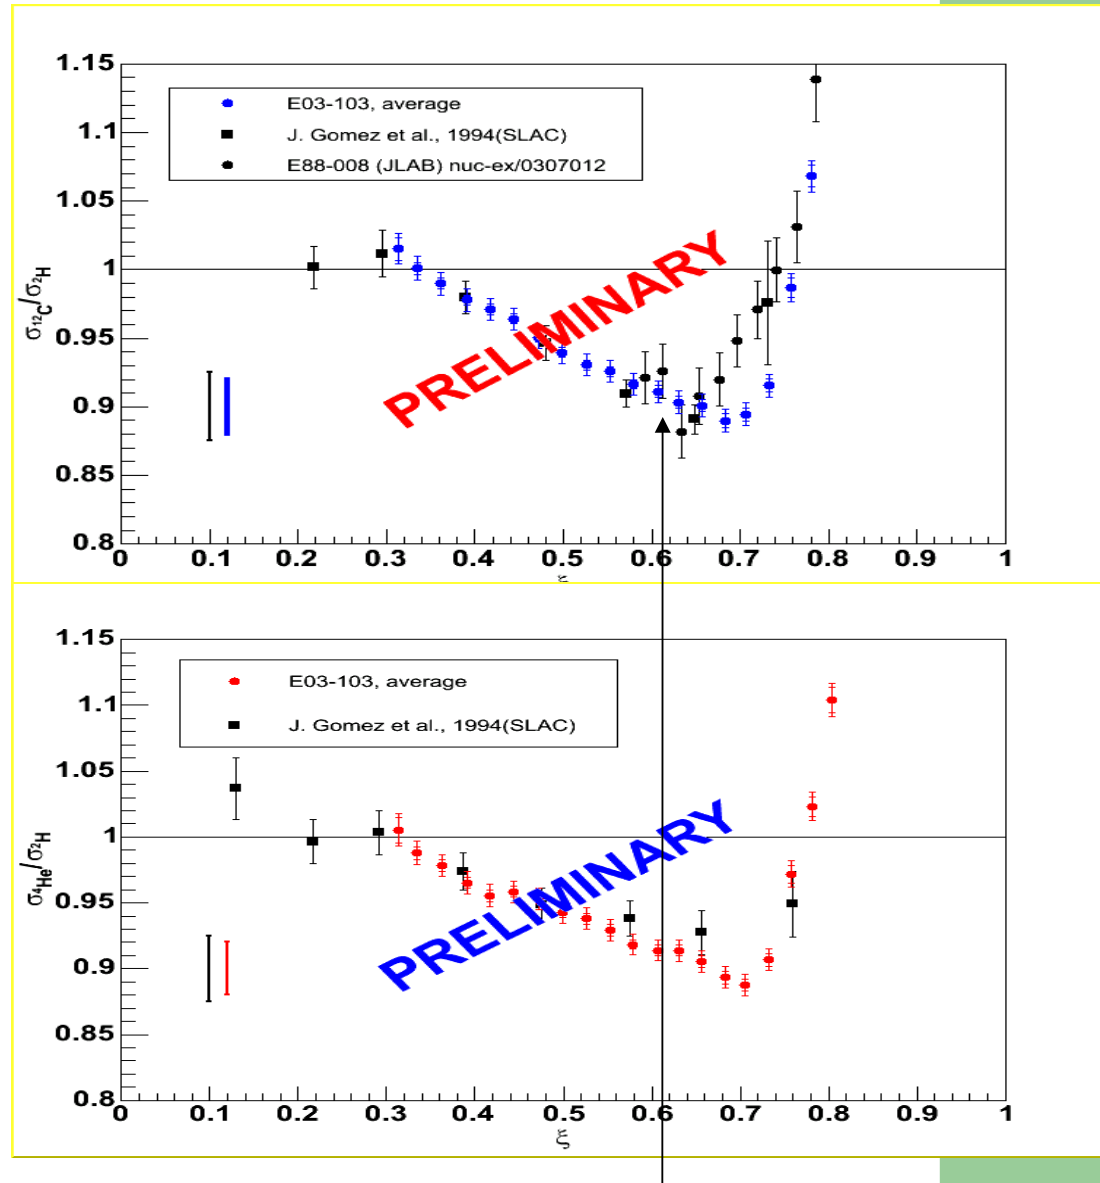 1.15
E03-103, average
J. Gomez et al., 1994(SLAC)
E88-008 (JLAB) nuc-ex/0307012
1.1
1.05
1
0.95
0.9
0.85
0.8
σ12C/σ2H
PRELIMINARY
0 0.1 0.2 0.3 0.4 0.5 0.6 0.7 0.8 0.9 1
1.15
E03-103, average
J. Gomez et al., 1994(SLAC)
1.1
1.05
1
0.95
0.9
0.85
0.8
σ4He/σ2H
PRELIMINARY
0 0.1 0.2 0.3 0.4 0.5 0.6 0.7 0.8 0.9 1
ξ